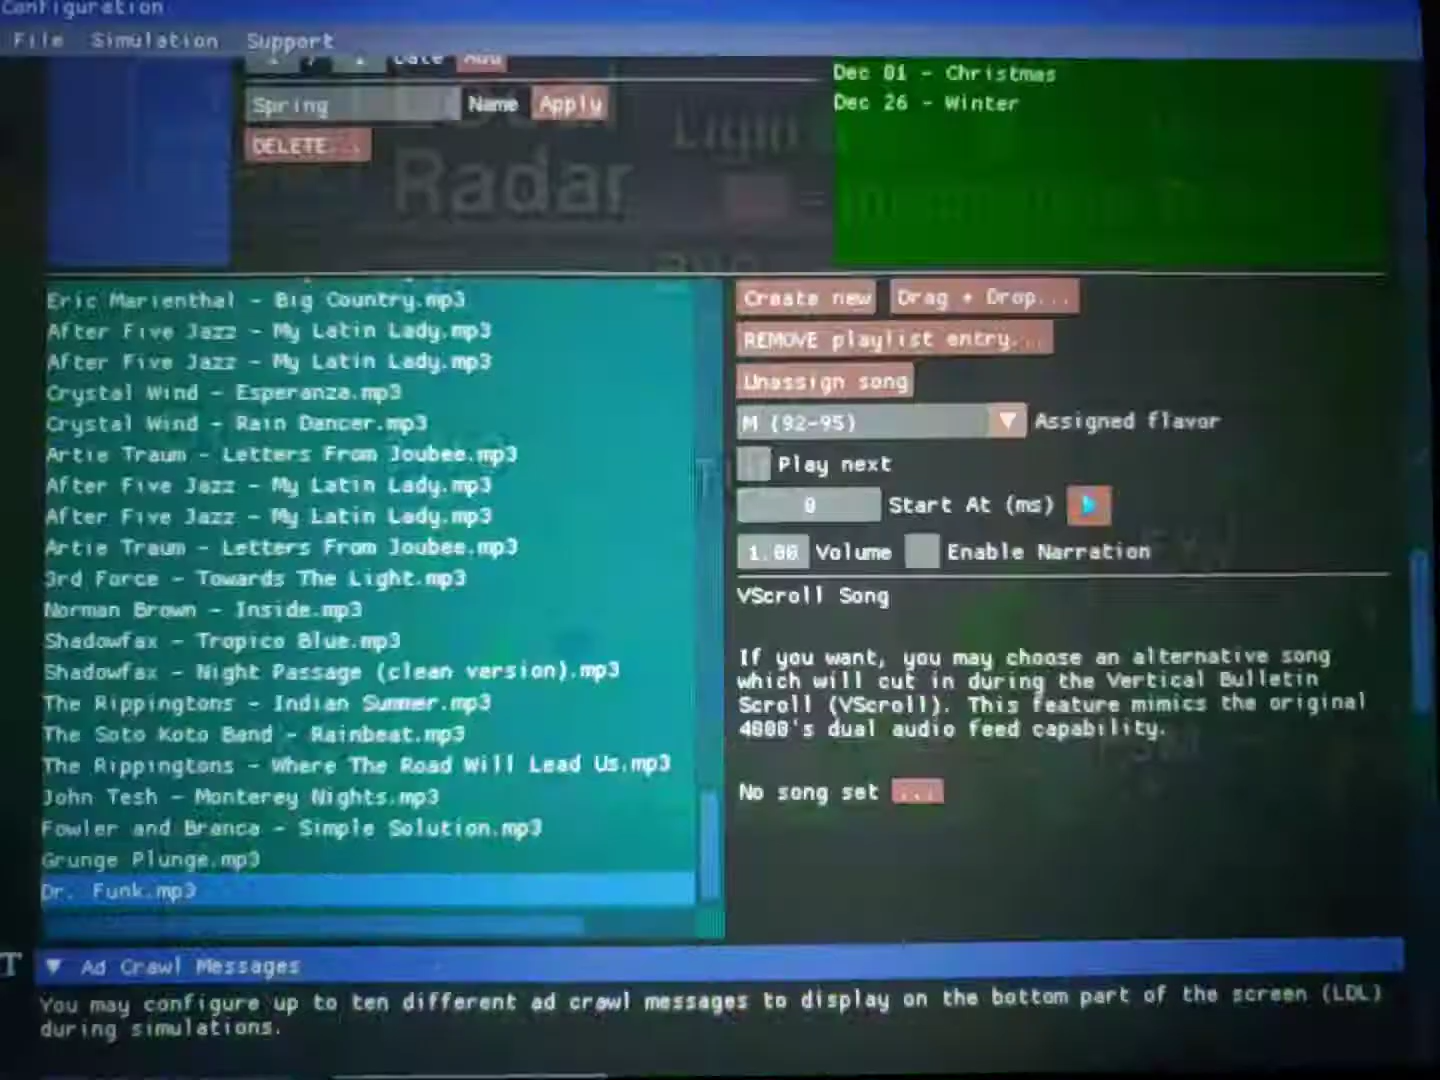 Configuration
File Simulation Support
1 / 1 Date Add
Spring Name Apply
DELETE...
Dec 01 - Christmas
Dec 26 - Winter
Radar
Eric Marienthal - Big Country.mp3
After Five Jazz - My Latin Lady.mp3
After Five Jazz - My Latin Lady.mp3
Crystal Wind - Esperanza.mp3
Crystal Wind - Rain Dancer.mp3
Artie Traum - Letters From Joubee.mp3
After Five Jazz - My Latin Lady.mp3
After Five Jazz - My Latin Lady.mp3
Artie Traum - Letters From Joubee.mp3
3rd Force - Towards The Light.mp3
Norman Brown - Inside.mp3
Shadowfax - Tropico Blue.mp3
Shadowfax - Night Passage (clean version).mp3
The Rippingtons - Indian Summer.mp3
The Soto Koto Band - Rainbeat.mp3
The Rippingtons - Where The Road Will Lead Us.mp3
John Tesh - Monterey Nights.mp3
Fowler and Branca - Simple Solution.mp3
Grunge Plunge.mp3
Dr. Funk.mp3
Create new Drag + Drop...
REMOVE playlist entry...
Unassign song
M (92-95) Assigned flavor
Play next
0 Start At (ms)
1.00 Volume Enable Narration
VScroll Song
If you want, you may choose an alternative song
which will cut in during the Vertical Bulletin
Scroll (VScroll). This feature mimics the original
4000's dual audio feed capability.
No song set ...
Ad Crawl Messages
You may configure up to ten different ad crawl messages to display on the bottom part of the screen (LDL)
during simulations.